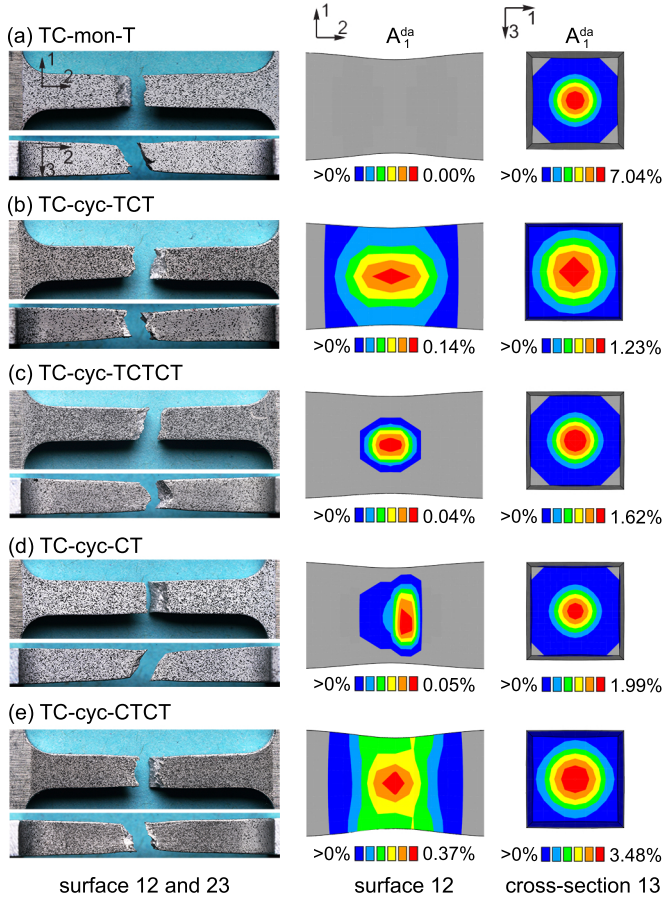 (a) TC-mon-T
1
2
A₁ᵈᵃ
1
3
A₁ᵈᵃ
1
2
2
3
>0% 0.00%
>0% 7.04%
(b) TC-cyc-TCT
>0% 0.14%
>0% 1.23%
(c) TC-cyc-TCTCT
>0% 0.04%
>0% 1.62%
(d) TC-cyc-CT
>0% 0.05%
>0% 1.99%
(e) TC-cyc-CTCT
>0% 0.37%
>0% 3.48%
surface 12 and 23
surface 12
cross-section 13